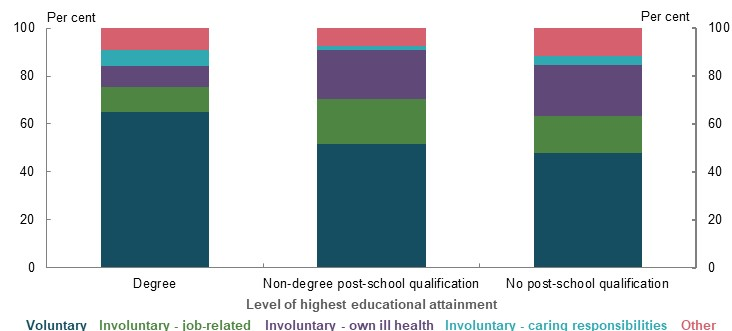 Per cent Per cent
100 100
80 80
60 60
40 40
20 20
0 0
Degree Non-degree post-school qualification No post-school qualification
Level of highest educational attainment
Voluntary Involuntary - job-related Involuntary - own ill health Involuntary - caring responsibilities Other